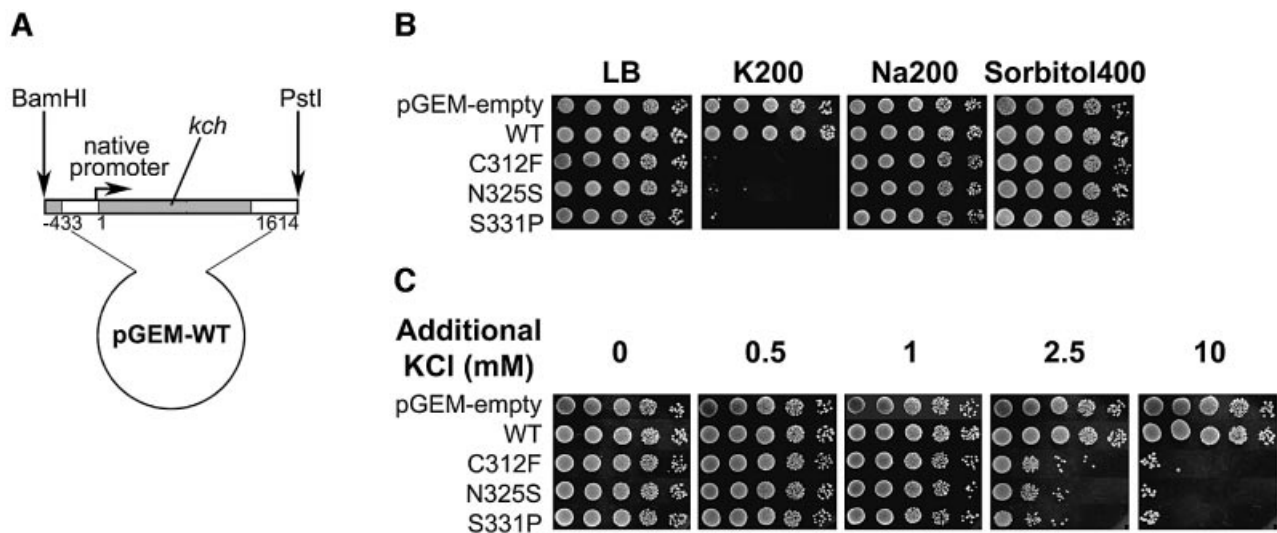 A
BamHI
PstI
native
promoter
kch
-433
1
1614
pGEM-WT
B
LB K200 Na200 Sorbitol400
pGEM-empty
WT
C312F
N325S
S331P
C
Additional
KCl (mM)
0 0.5 1 2.5 10
pGEM-empty
WT
C312F
N325S
S331P